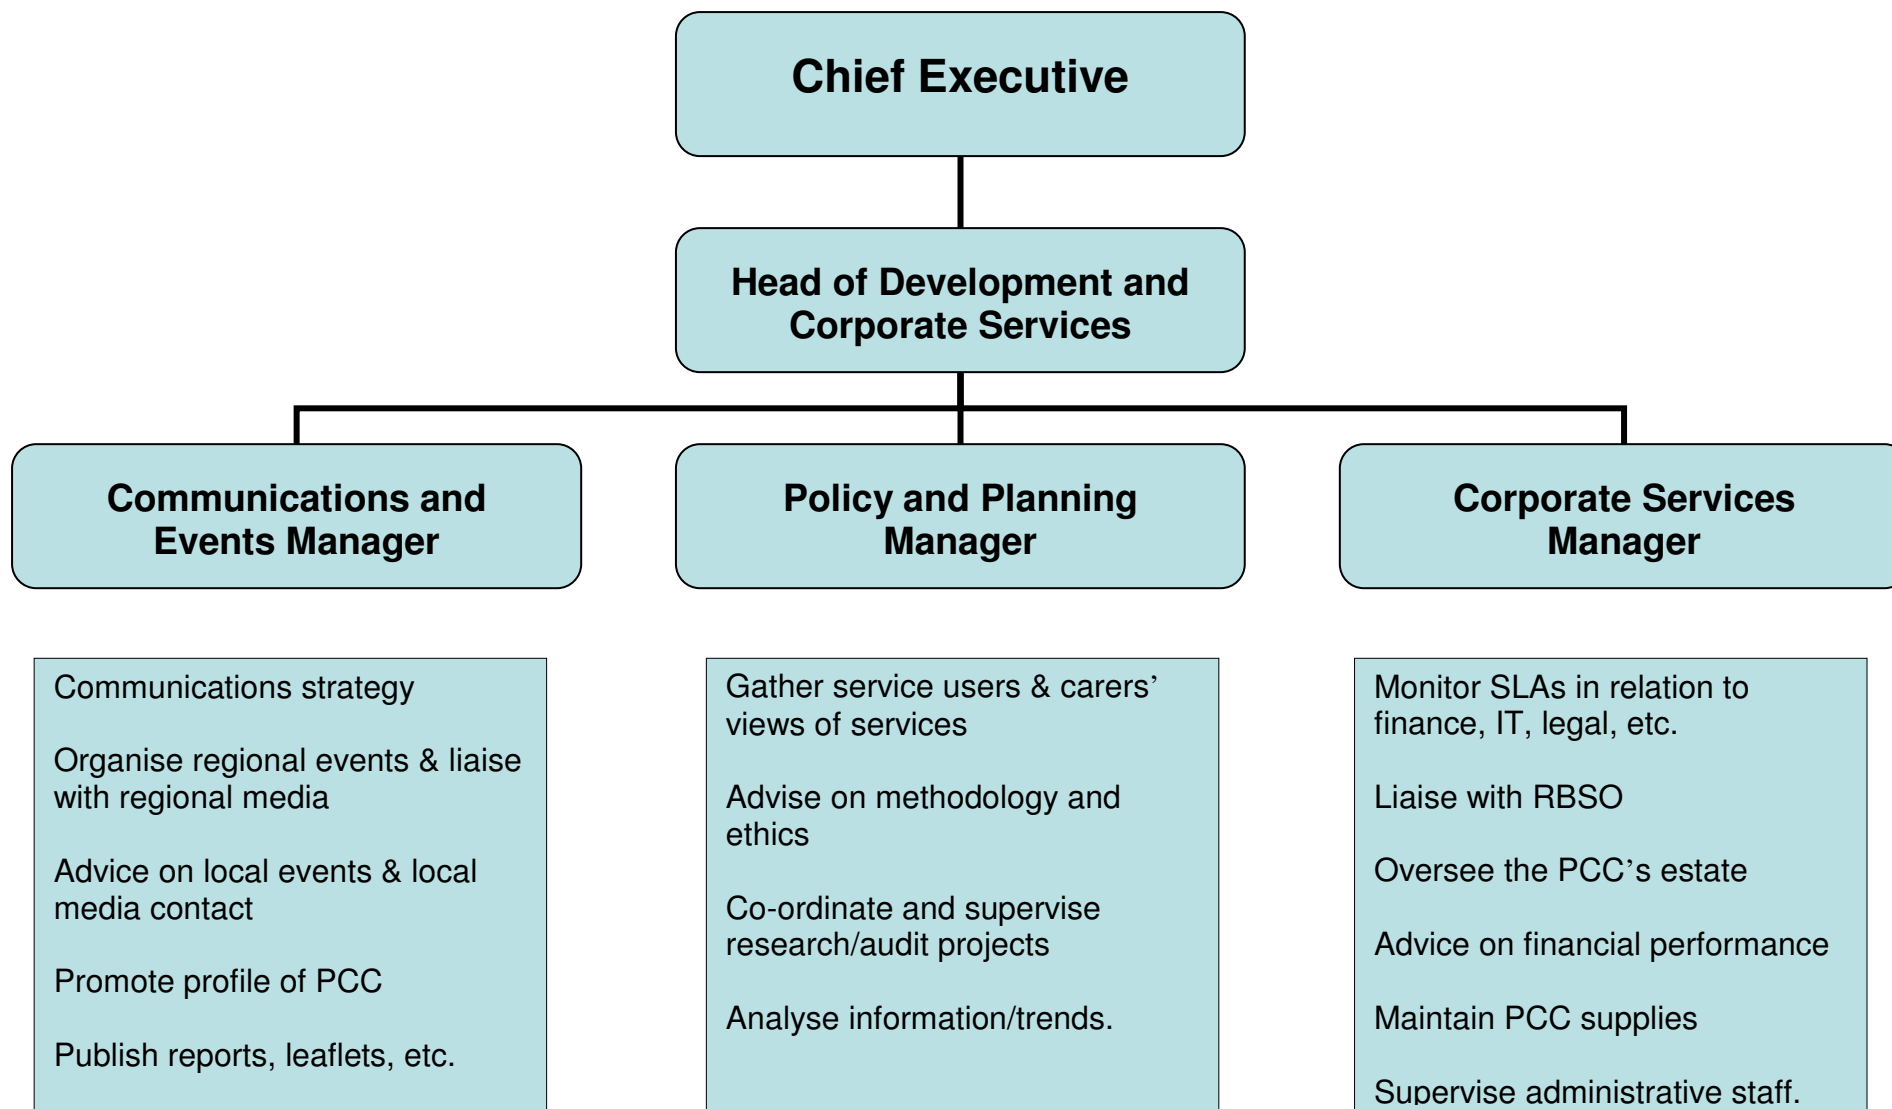 Chief Executive
Head of Development and
Corporate Services
Communications and
Events Manager
Policy and Planning
Manager
Corporate Services
Manager
Communications strategy
Organise regional events & liaise
with regional media
Advice on local events & local
media contact
Promote profile of PCC
Publish reports, leaflets, etc.
Gather service users & carers’
views of services
Advise on methodology and
ethics
Co-ordinate and supervise
research/audit projects
Analyse information/trends.
Monitor SLAs in relation to
finance, IT, legal, etc.
Liaise with RBSO
Oversee the PCC’s estate
Advice on financial performance
Maintain PCC supplies
Supervise administrative staff.